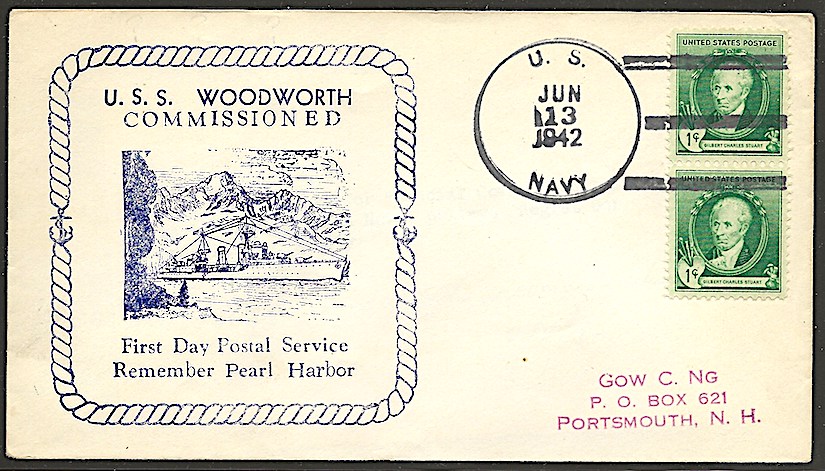 U. S. S. WOODWORTH
COMMISSIONED
First Day Postal Service
Remember Pearl Harbor
U. S.
JUN
13
1942
NAVY
UNITED STATES POSTAGE
1¢
GILBERT CHARLES STUART
UNITED STATES POSTAGE
1¢
GILBERT CHARLES STUART
GOW C. NG
P. O. BOX 621
PORTSMOUTH, N. H.